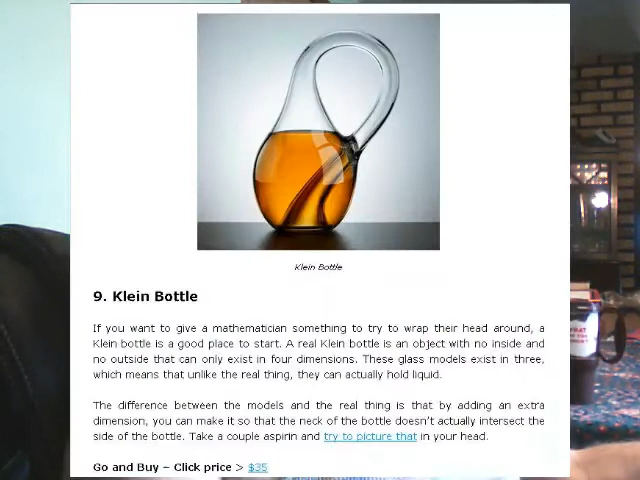 Klein Bottle
9. Klein Bottle
If you want to give a mathematician something to try to wrap their head around, a
Klein bottle is a good place to start. A real Klein bottle is an object with no inside and
no outside that can only exist in four dimensions. These glass models exist in three,
which means that unlike the real thing, they can actually hold liquid.
The difference between the models and the real thing is that by adding an extra
dimension, you can make it so that the neck of the bottle doesn't actually intersect the
side of the bottle. Take a couple aspirin and try to picture that in your head.
Go and Buy – Click price > $35